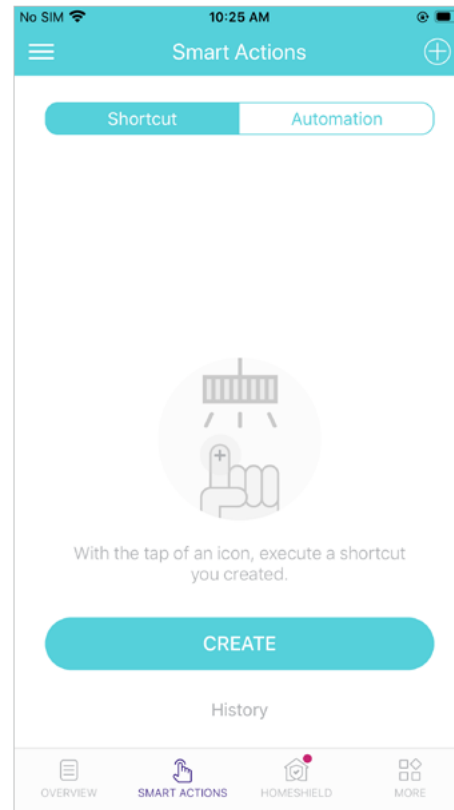 No SIM 10:25 AM
Smart Actions
Shortcut Automation
With the tap of an icon, execute a shortcut
you created.
CREATE
History
OVERVIEW SMART ACTIONS HOMESHIELD MORE